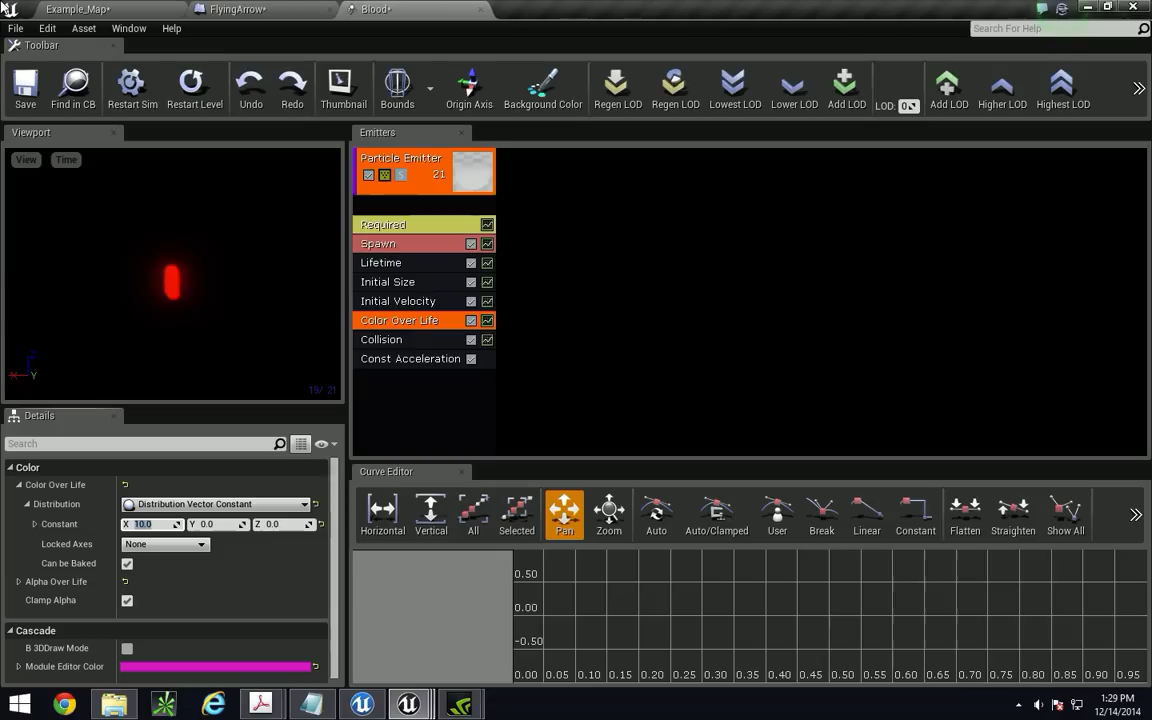 Example_Map*
FlyingArrow*
Blood*
File
Edit
Asset
Window
Help
Search For Help
Toolbar
Save
Find in CB
Restart Sim
Restart Level
Undo
Redo
Thumbnail
Bounds
Origin Axis
Background Color
Regen LOD
Regen LOD
Lowest LOD
Lower LOD
Add LOD
LOD: 0
Add LOD
Higher LOD
Highest LOD
Viewport
View
Time
X
Y
19/ 21
Emitters
Particle Emitter
21
Required
Spawn
Lifetime
Initial Size
Initial Velocity
Color Over Life
Collision
Const Acceleration
Details
Search
Color
Color Over Life
Distribution
Distribution Vector Constant
Constant
X 10.0
Y 0.0
Z 0.0
Locked Axes
None
Can be Baked
Alpha Over Life
Clamp Alpha
Cascade
B 3DDraw Mode
Module Editor Color
Curve Editor
Horizontal
Vertical
All
Selected
Pan
Zoom
Auto
Auto/Clamped
User
Break
Linear
Constant
Flatten
Straighten
Show All
0.50
0.00
-0.50
0.00 0.05 0.10 0.15 0.20 0.25 0.30 0.35 0.40 0.45 0.50 0.55 0.60 0.65 0.70 0.75 0.80 0.85 0.90 0.95
1:29 PM
12/14/2014